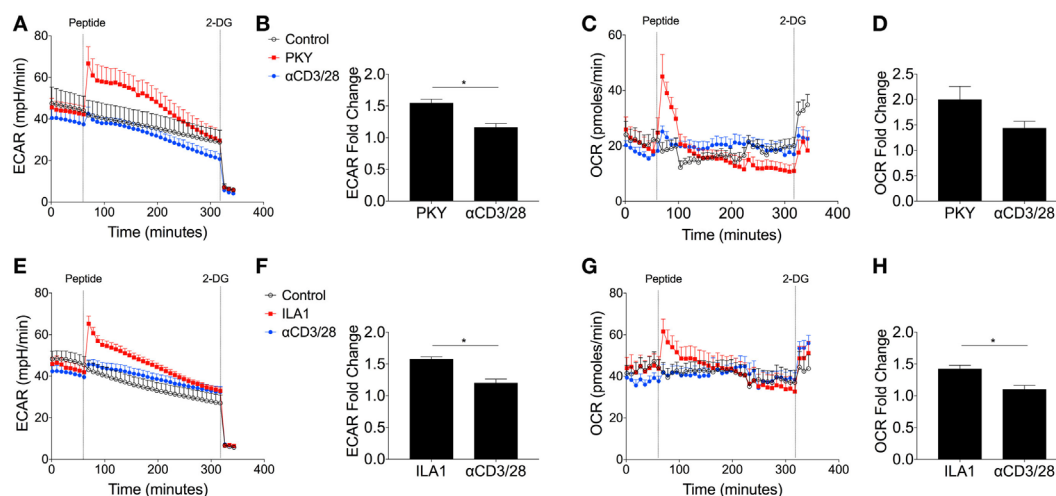 A
Peptide
2-DG
ECAR (mpH/min)
80
60
40
20
0
0 100 200 300 400
Time (minutes)
B
Control
PKY
αCD3/28
ECAR Fold Change
2.0
1.5
1.0
0.5
0.0
*
PKY αCD3/28
C
Peptide
2-DG
OCR (pmoles/min)
60
40
20
0
0 100 200 300 400
Time (minutes)
D
OCR Fold Change
2.5
2.0
1.5
1.0
0.5
0.0
PKY αCD3/28
E
Peptide
2-DG
ECAR (mpH/min)
80
60
40
20
0
0 100 200 300 400
Time (minutes)
F
Control
ILA1
αCD3/28
ECAR Fold Change
2.0
1.5
1.0
0.5
0.0
*
ILA1 αCD3/28
G
Peptide
2-DG
OCR (pmoles/min)
80
60
40
20
0
0 100 200 300 400
Time (minutes)
H
OCR Fold Change
2.0
1.5
1.0
0.5
0.0
*
ILA1 αCD3/28